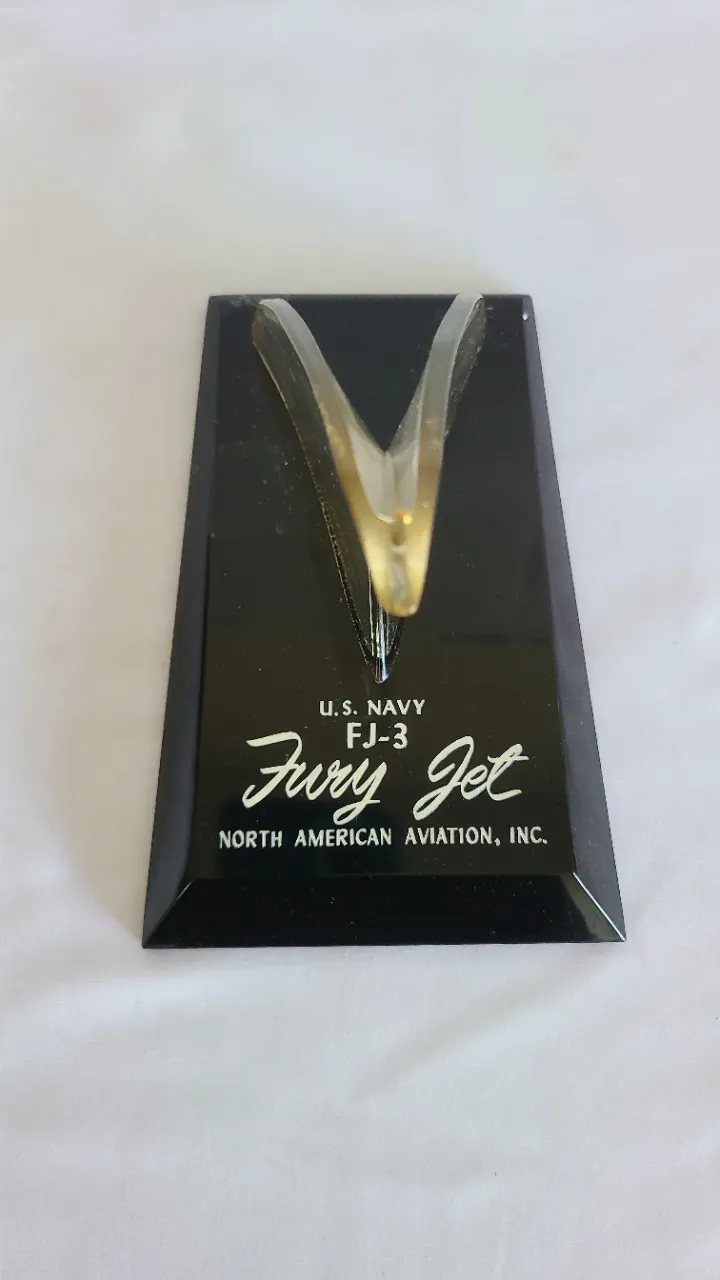 U.S. NAVY
FJ-3
Fury Jet
NORTH AMERICAN AVIATION, INC.